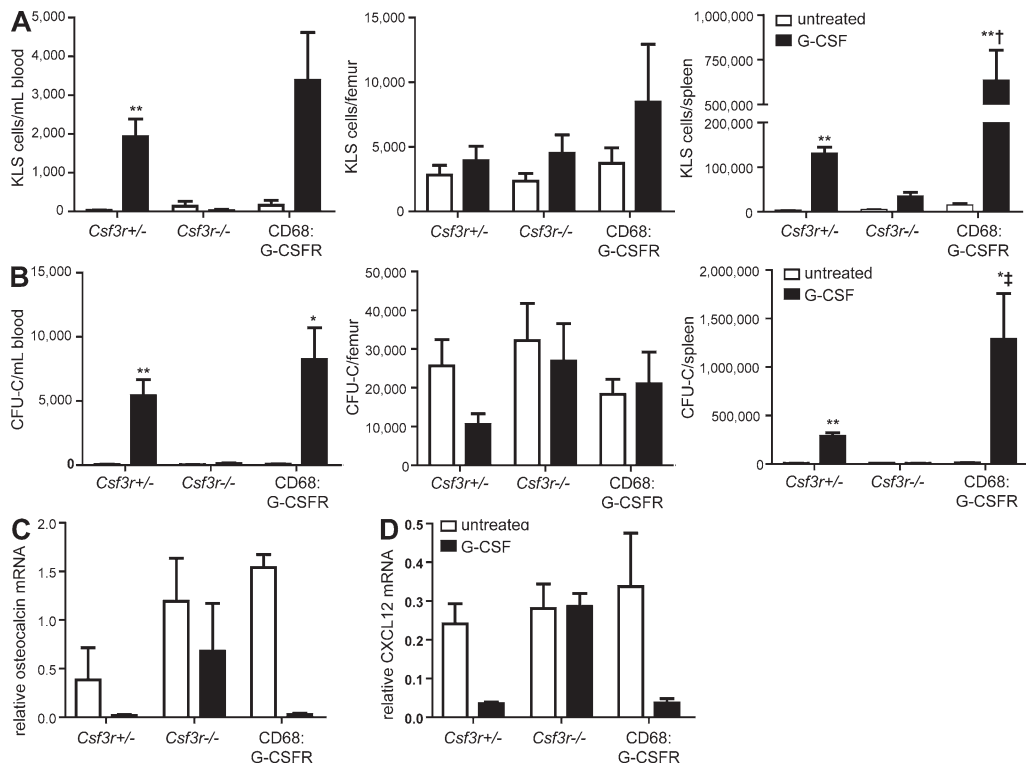 A
KLS cells/mL blood
5,000
4,000
3,000
2,000
1,000
0
**
Csf3r+/-
Csf3r-/-
CD68:
G-CSFR
KLS cells/femur
15,000
10,000
5,000
0
Csf3r+/-
Csf3r-/-
CD68:
G-CSFR
untreated
G-CSF
KLS cells/spleen
1,000,000
750,000
500,000
200,000
100,000
0
**
**†
Csf3r+/-
Csf3r-/-
CD68:
G-CSFR
B
CFU-C/mL blood
15,000
10,000
5,000
0
**
*
Csf3r+/-
Csf3r-/-
CD68:
G-CSFR
CFU-C/femur
50,000
40,000
30,000
20,000
10,000
0
Csf3r+/-
Csf3r-/-
CD68:
G-CSFR
untreated
G-CSF
CFU-C/spleen
2,000,000
1,500,000
1,000,000
500,000
0
**
*‡
Csf3r+/-
Csf3r-/-
CD68:
G-CSFR
C
relative osteocalcin mRNA
2.0
1.5
1.0
0.5
0.0
Csf3r+/-
Csf3r-/-
CD68:
G-CSFR
D
untreated
G-CSF
relative CXCL12 mRNA
0.5
0.4
0.3
0.2
0.1
0.0
Csf3r+/-
Csf3r-/-
CD68:
G-CSFR